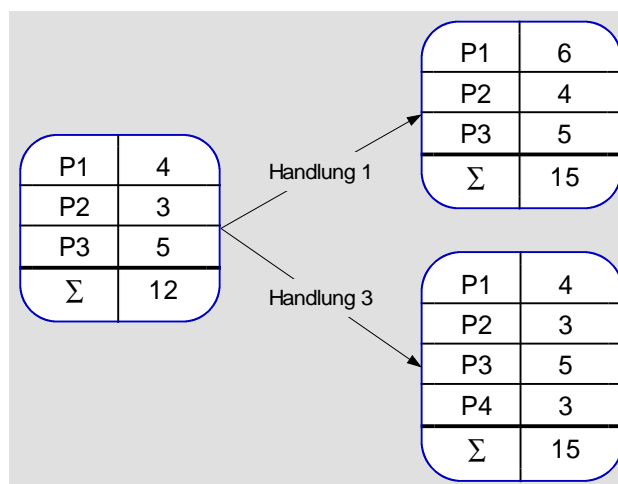 P1 4
P2 3
P3 5
Σ 12
Handlung 1
Handlung 3
P1 6
P2 4
P3 5
Σ 15
P1 4
P2 3
P3 5
P4 3
Σ 15